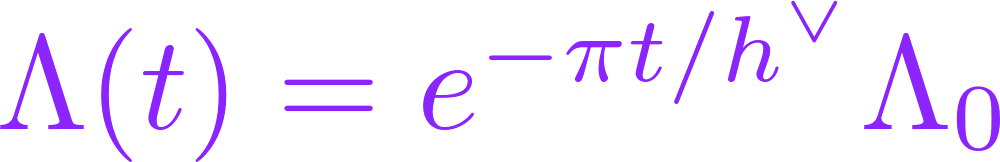 Λ(t) = e^{-πt/h^∨} Λ_0